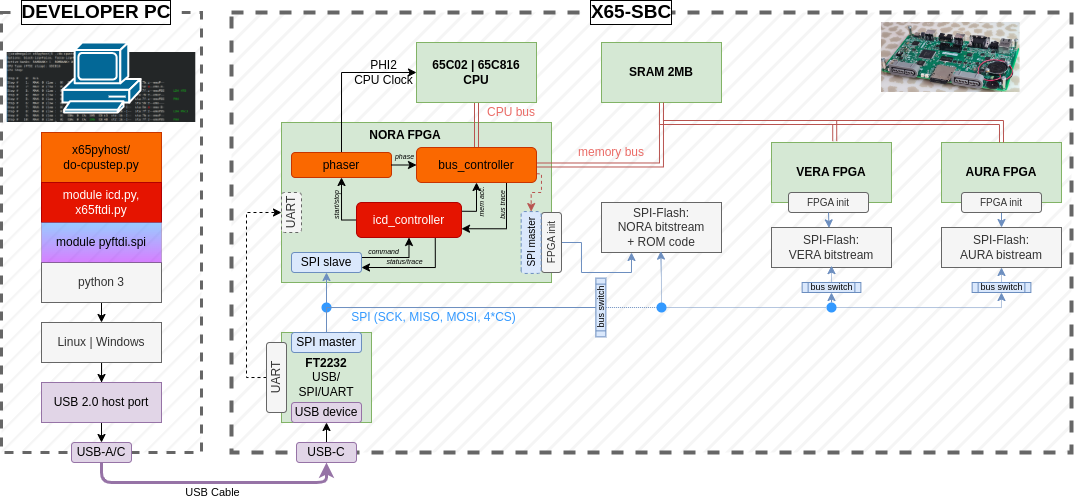 DEVELOPER PC
x65pyhost/
do-cpustep.py
module icd.py,
x65ftdi.py
module pyftdi.spi
python 3
Linux | Windows
USB 2.0 host port
USB-A/C
USB Cable
X65-SBC
PHI2
CPU Clock
65C02 | 65C816
CPU
CPU bus
SRAM 2MB
memory bus
NORA FPGA
phaser
phase
bus_controller
start/stop
icd_controller
mem acc.
bus trace
command
status/trace
SPI slave
UART
SPI master
FPGA init
SPI-Flash:
NORA bitstream
+ ROM code
VERA FPGA
FPGA init
SPI-Flash:
VERA bitstream
bus switch
AURA FPGA
FPGA init
SPI-Flash:
AURA bistream
bus switch
bus switch
SPI (SCK, MISO, MOSI, 4*CS)
SPI master
UART
FT2232
USB/
SPI/UART
USB device
USB-C